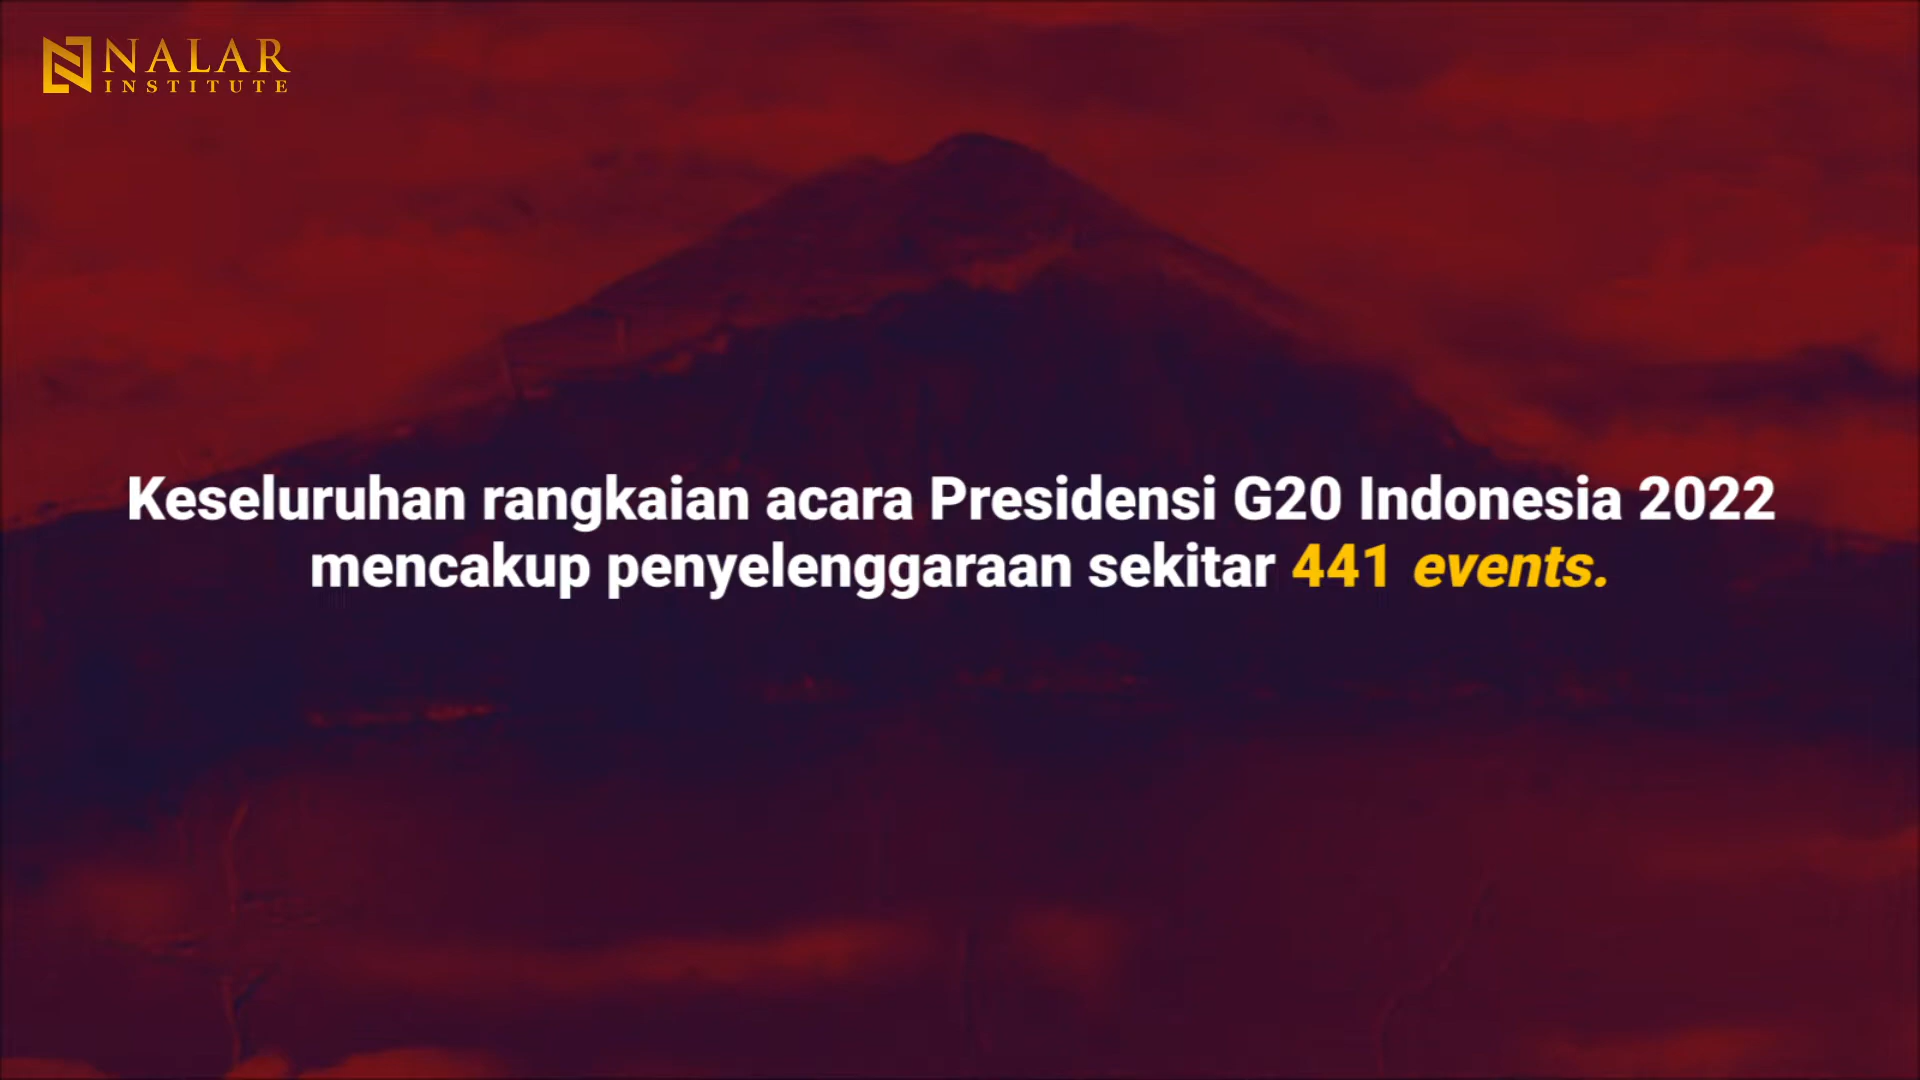 NALAR
INSTITUTE
Keseluruhan rangkaian acara Presidensi G20 Indonesia 2022
mencakup penyelenggaraan sekitar 441 events.